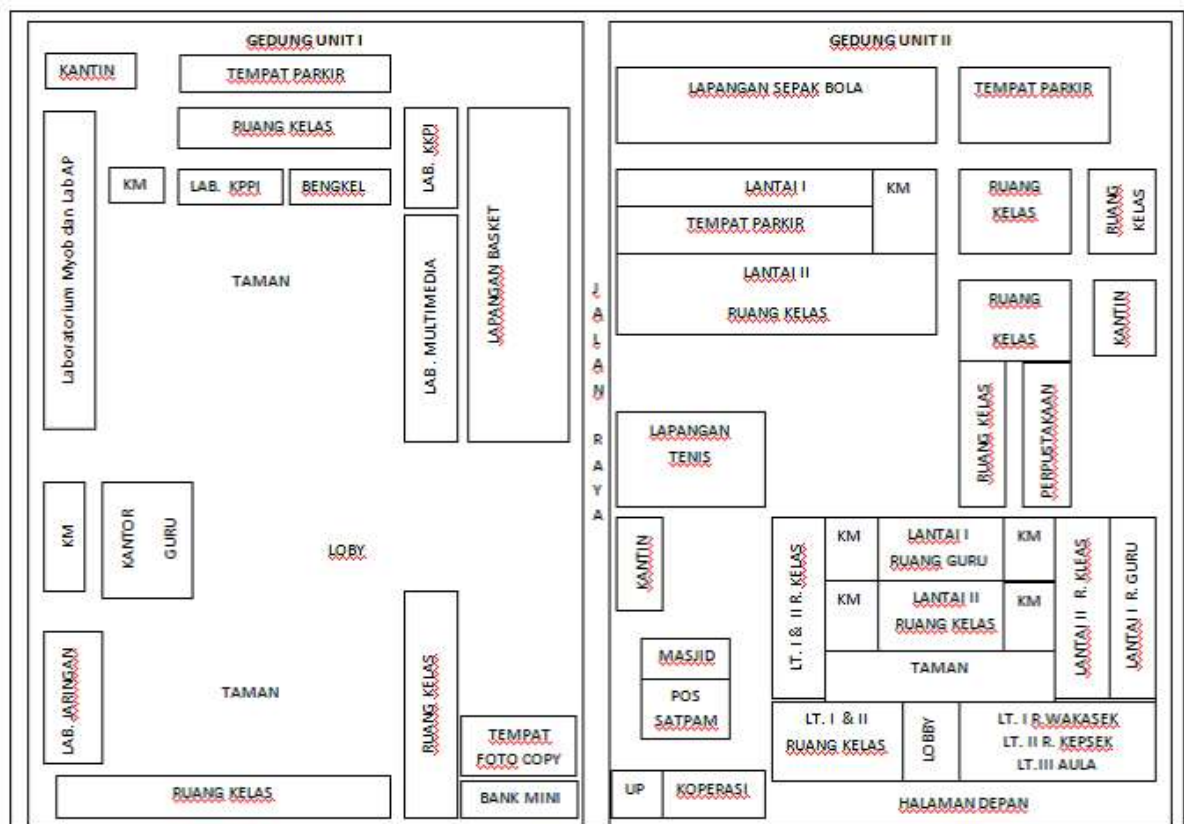 GEDUNG UNIT I
KANTIN
TEMPAT PARKIR
RUANG KELAS
LAB. KKPI
LAPANGAN BASKET
Laboratorium Myob dan Lab AP
KM
LAB. KPPI
BENGKEL
TAMAN
LAB. MULTIMEDIA
KM
KANTOR
GURU
LOBY
LAB. JARINGAN
TAMAN
RUANG KELAS
TEMPAT
FOTO COPY
RUANG KELAS
BANK MINI
JALAN RAYA
GEDUNG UNIT II
LAPANGAN SEPAK BOLA
TEMPAT PARKIR
LANTAI I
KM
TEMPAT PARKIR
LANTAI II
RUANG KELAS
RUANG
KELAS
RUANG
KELAS
RUANG
KELAS
KANTIN
RUANG KELAS
PERPUSTAKAAN
LAPANGAN
TENIS
KANTIN
LT. I & II R. KELAS
KM
LANTAI I
RUANG GURU
KM
KM
LANTAI II
RUANG KELAS
KM
LANTAI II R. KLEAS
LANTAI I R. GURU
TAMAN
MASJID
POS
SATPAM
LT. I & II
RUANG KELAS
LOBBY
LT. I R.WAKASEK
LT. II R. KEPSEK
LT.III AULA
UP
KOPERASI
HALAMAN DEPAN